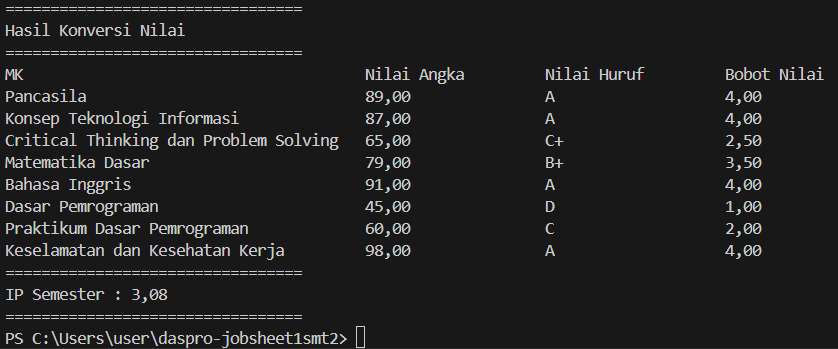 =================================
Hasil Konversi Nilai
=================================
MK Nilai Angka Nilai Huruf Bobot Nilai
Pancasila 89,00 A 4,00
Konsep Teknologi Informasi 87,00 A 4,00
Critical Thinking dan Problem Solving 65,00 C+ 2,50
Matematika Dasar 79,00 B+ 3,50
Bahasa Inggris 91,00 A 4,00
Dasar Pemrograman 45,00 D 1,00
Praktikum Dasar Pemrograman 60,00 C 2,00
Keselamatan dan Kesehatan Kerja 98,00 A 4,00
=================================
IP Semester : 3,08
=================================
PS C:\Users\user\daspro-jobsheet1smt2>